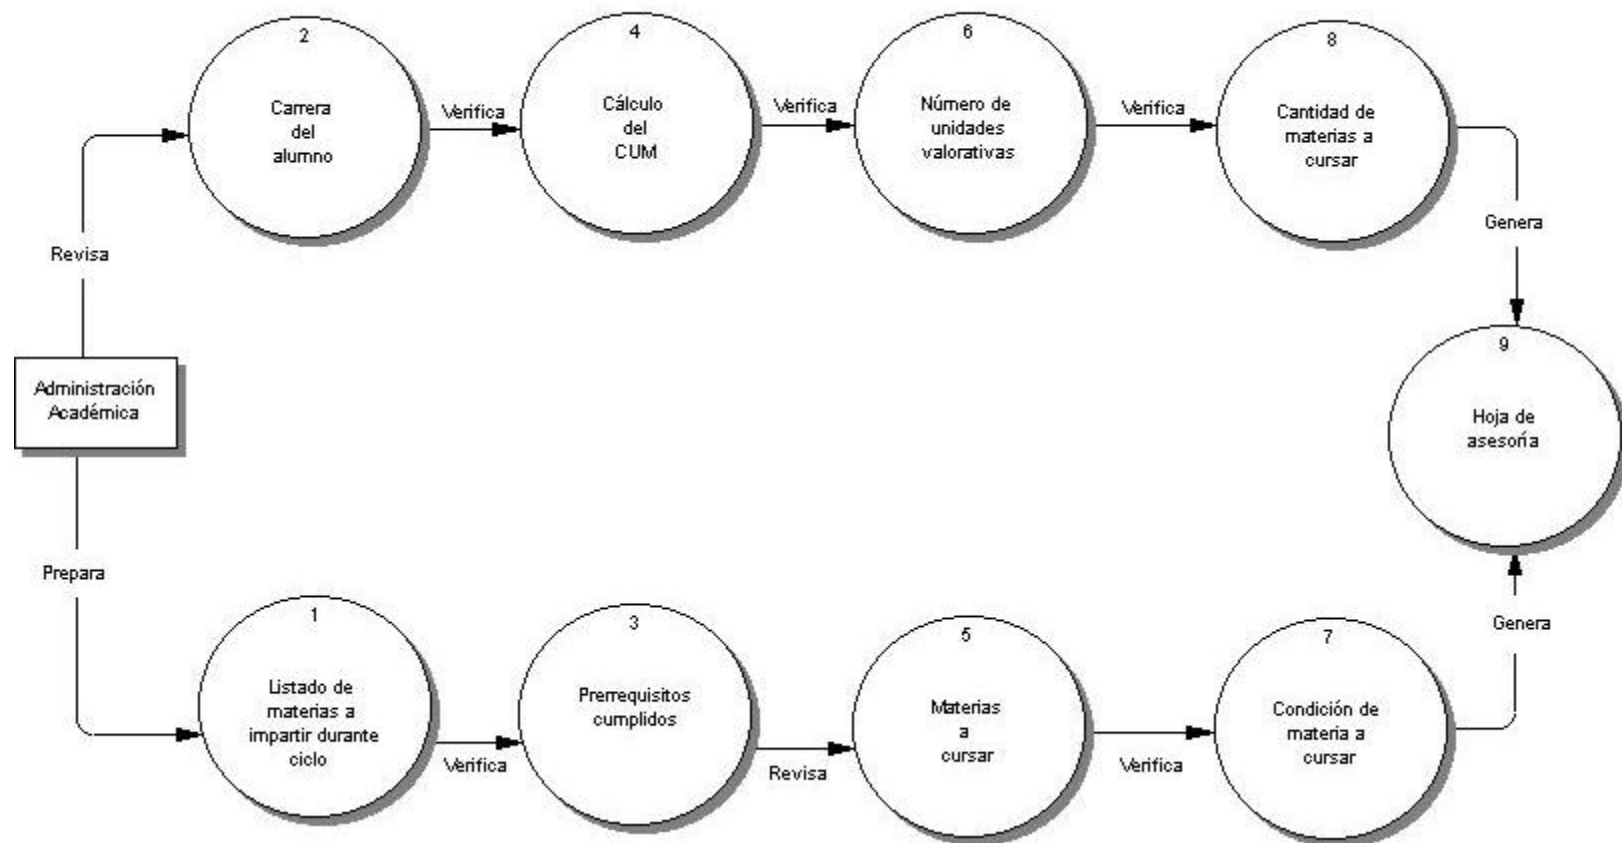 2
Carrera
del
alumno
Verifica
4
Cálculo
del
CUM
Verifica
6
Número de
unidades
valorativas
Verifica
8
Cantidad de
materias a
cursar
Revisa
Genera
Administración
Académica
9
Hoja de
asesoría
Prepara
1
Listado de
materias a
impartir durante
ciclo
Verifica
3
Prerrequisitos
cumplidos
Revisa
5
Materias
a
cursar
Verifica
7
Condición de
materia a
cursar
Genera